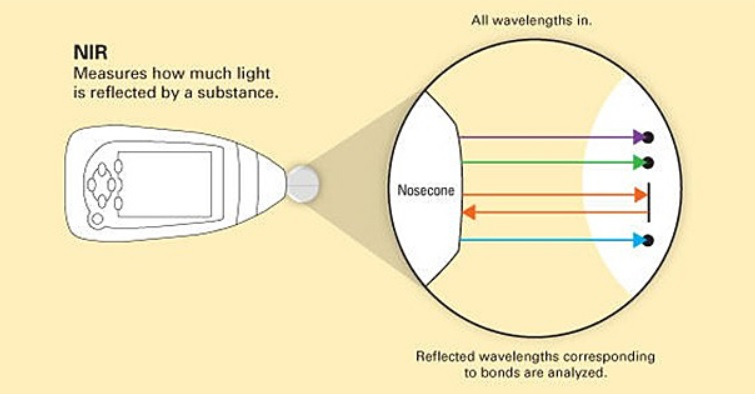 All wavelengths in.
NIR
Measures how much light
is reflected by a substance.
Nosecone
Reflected wavelengths corresponding
to bonds are analyzed.